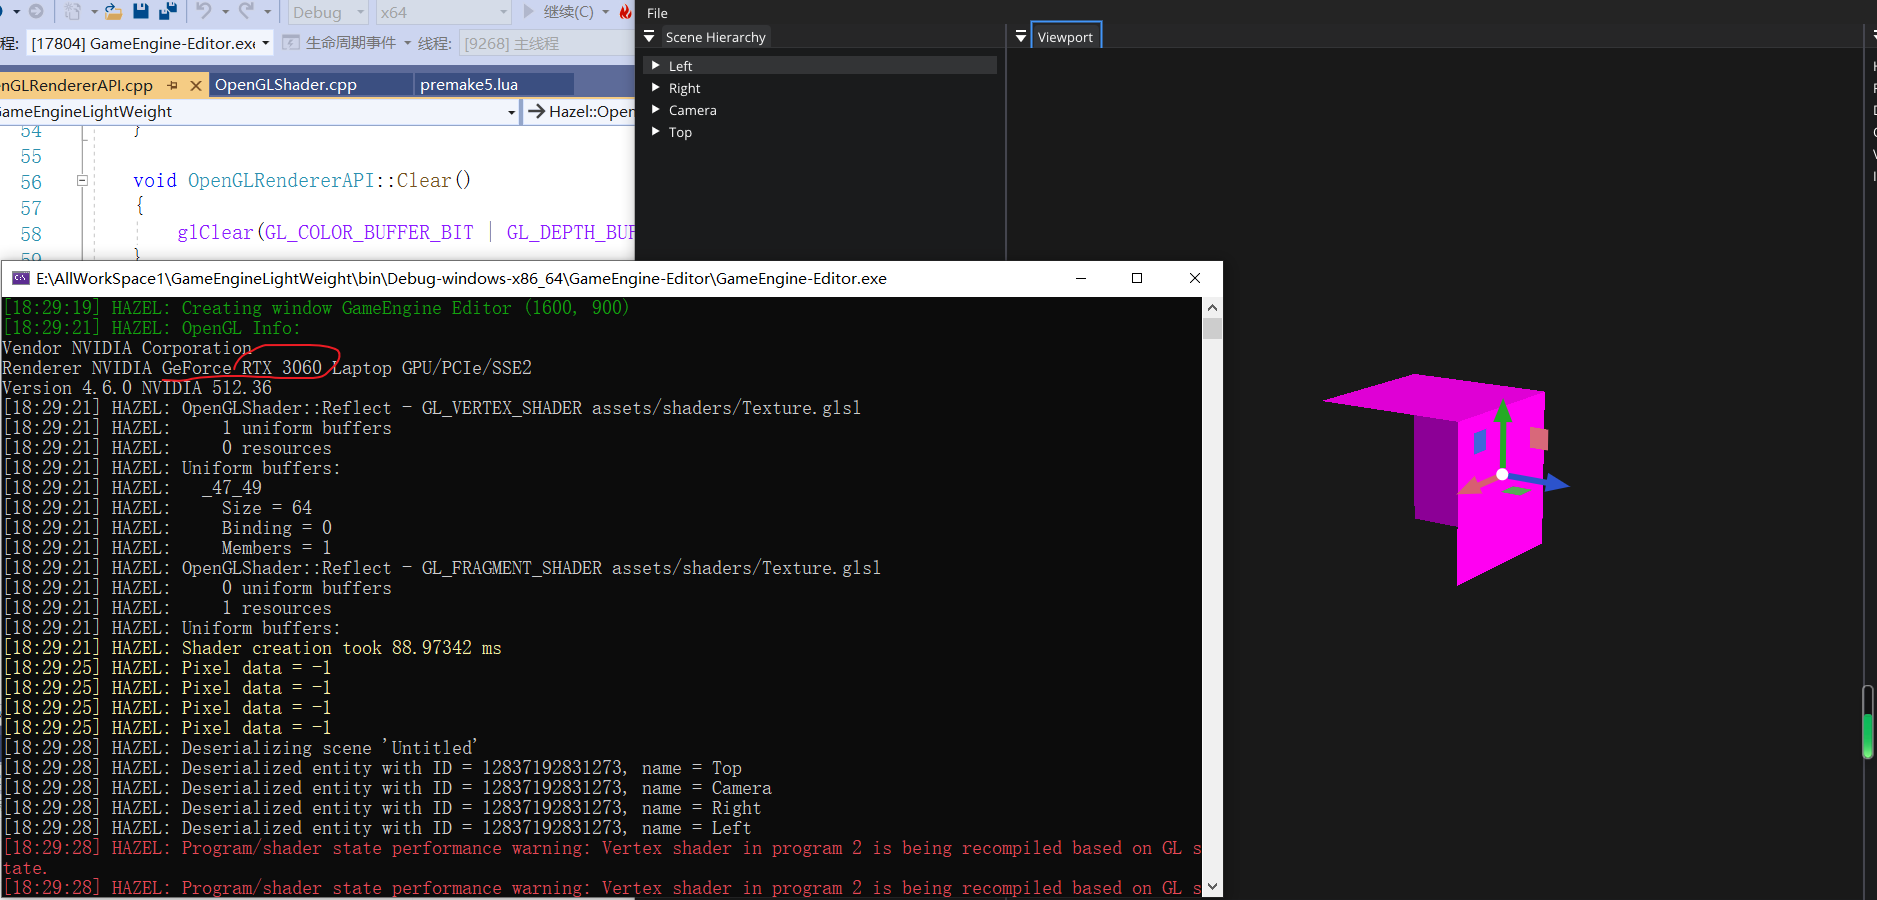 Debug
x64
继续(C)
程:
[17804] GameEngine-Editor.exe
生命周期事件
线程:
[9268] 主线程
nGLRendererAPI.cpp
OpenGLShader.cpp
premake5.lua
ameEngineLightWeight
Hazel::Open
54 }
55
56 void OpenGLRendererAPI::Clear()
57 {
58 glClear(GL_COLOR_BUFFER_BIT | GL_DEPTH_BUF
59 }
File
Scene Hierarchy
Left
Right
Camera
Top
Viewport
E:\AllWorkSpace1\GameEngineLightWeight\bin\Debug-windows-x86_64\GameEngine-Editor\GameEngine-Editor.exe
[18:29:19] HAZEL: Creating window GameEngine Editor (1600, 900)
[18:29:21] HAZEL: OpenGL Info:
Vendor NVIDIA Corporation
Renderer NVIDIA GeForce RTX 3060 Laptop GPU/PCIe/SSE2
Version 4.6.0 NVIDIA 512.36
[18:29:21] HAZEL: OpenGLShader::Reflect - GL_VERTEX_SHADER assets/shaders/Texture.glsl
[18:29:21] HAZEL: 1 uniform buffers
[18:29:21] HAZEL: 0 resources
[18:29:21] HAZEL: Uniform buffers:
[18:29:21] HAZEL: _47_49
[18:29:21] HAZEL: Size = 64
[18:29:21] HAZEL: Binding = 0
[18:29:21] HAZEL: Members = 1
[18:29:21] HAZEL: OpenGLShader::Reflect - GL_FRAGMENT_SHADER assets/shaders/Texture.glsl
[18:29:21] HAZEL: 0 uniform buffers
[18:29:21] HAZEL: 1 resources
[18:29:21] HAZEL: Uniform buffers:
[18:29:21] HAZEL: Shader creation took 88.97342 ms
[18:29:25] HAZEL: Pixel data = -1
[18:29:25] HAZEL: Pixel data = -1
[18:29:25] HAZEL: Pixel data = -1
[18:29:25] HAZEL: Pixel data = -1
[18:29:28] HAZEL: Deserializing scene 'Untitled'
[18:29:28] HAZEL: Deserialized entity with ID = 12837192831273, name = Top
[18:29:28] HAZEL: Deserialized entity with ID = 12837192831273, name = Camera
[18:29:28] HAZEL: Deserialized entity with ID = 12837192831273, name = Right
[18:29:28] HAZEL: Deserialized entity with ID = 12837192831273, name = Left
[18:29:28] HAZEL: Program/shader state performance warning: Vertex shader in program 2 is being recompiled based on GL s
tate.
[18:29:28] HAZEL: Program/shader state performance warning: Vertex shader in program 2 is being recompiled based on GL s